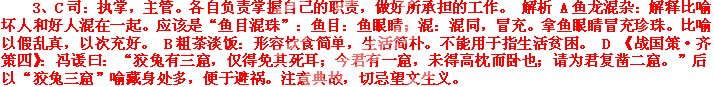 3、C司：执掌，主管。各自负责掌握自己的职责，做好所承担的工作。 解析 A鱼龙混杂：解释比喻
坏人和好人混在一起。应该是“鱼目混珠”：鱼目：鱼眼睛；混：混同，冒充。拿鱼眼睛冒充珍珠。比喻
以假乱真，以次充好。 B粗茶淡饭：形容饮食简单，生活简朴。不能用于指生活贫困。 D 《战国策·齐
策四》：冯谖曰：“狡兔有三窟，仅得免其死耳；今君有一窟，未得高枕而卧也；请为君复凿二窟。”后
以“狡兔三窟”喻藏身处多，便于避祸。注意典故，切忌望文生义。